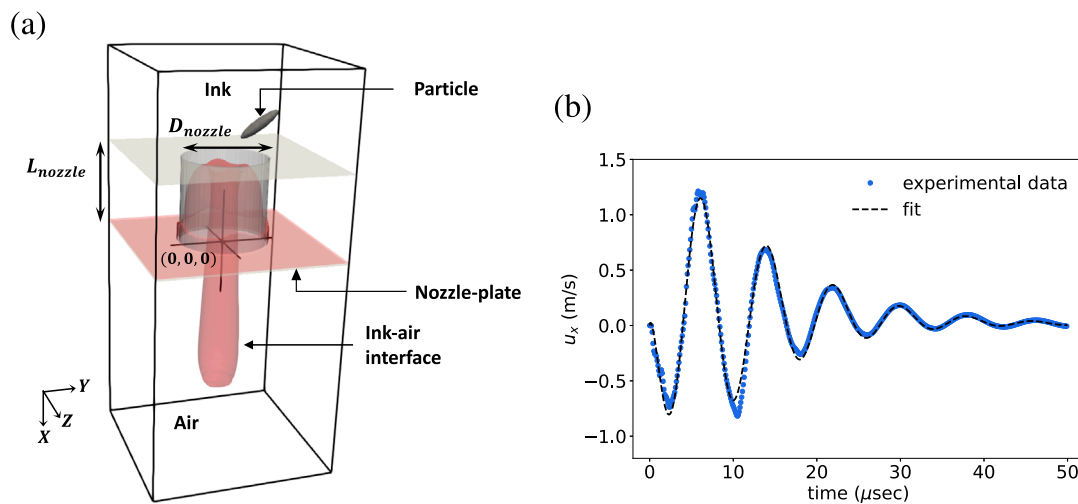 (a)
Ink
Particle
D_nozzle
L_nozzle
(0, 0, 0)
Nozzle-plate
Ink-air
interface
Air
Y
Z
X
(b)
experimental data
fit
1.5
1.0
0.5
0.0
−0.5
−1.0
u_x (m/s)
0 10 20 30 40 50
time (μsec)